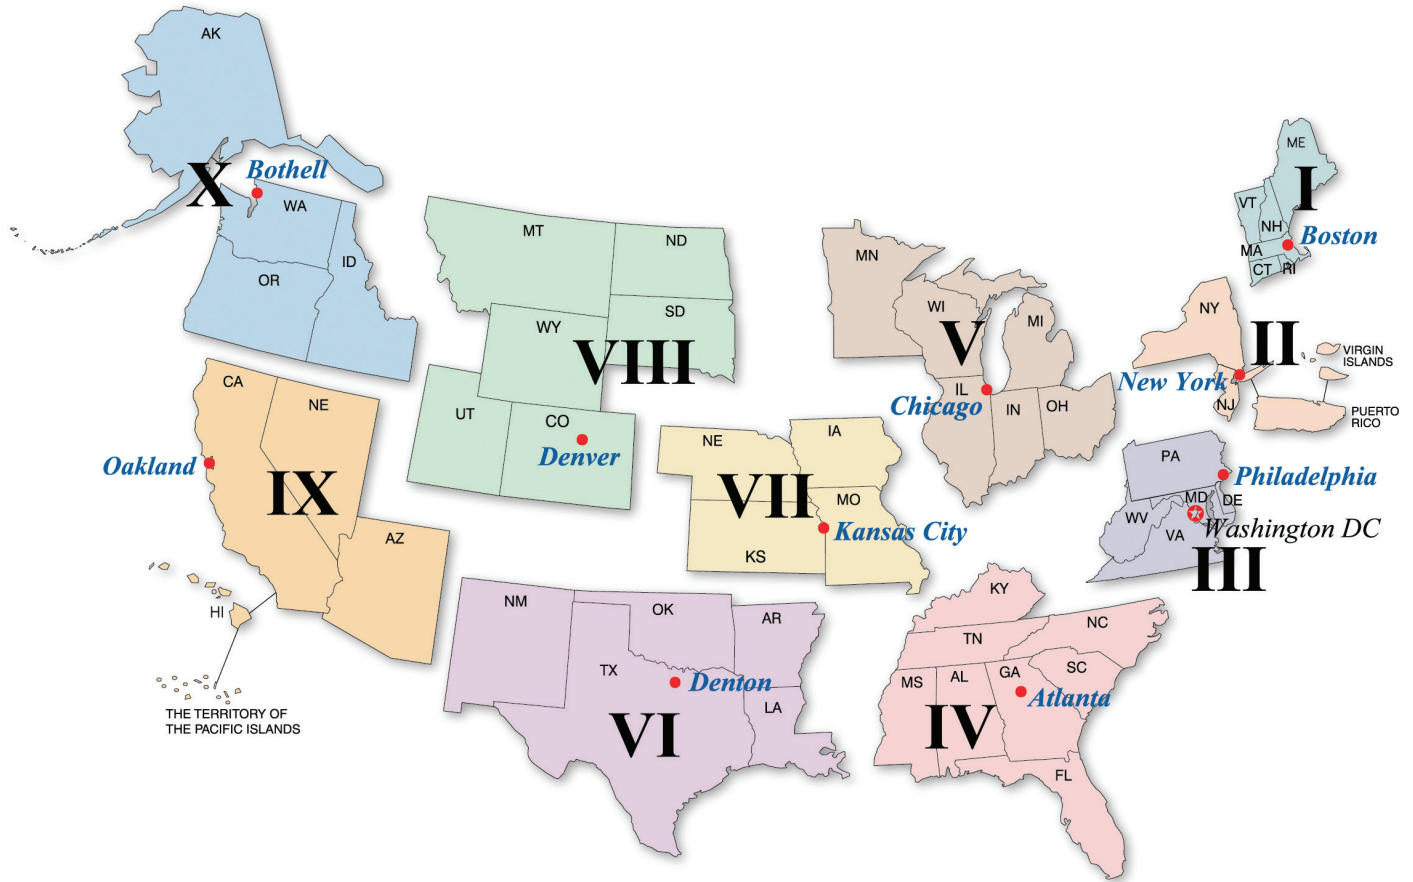 AK
X
Bothell
WA
OR
ID
MT
ND
SD
WY
VIII
UT
CO
Denver
MN
WI
MI
V
IL
IN
OH
Chicago
ME
I
VT
NH
MA
Boston
CT
RI
NY
II
VIRGIN
ISLANDS
New York
NJ
PUERTO
RICO
CA
NE
Oakland
IX
AZ
HI
THE TERRITORY OF
THE PACIFIC ISLANDS
NE
IA
VII
MO
Kansas City
KS
PA
Philadelphia
MD
DE
WV
Washington DC
VA
III
NM
OK
AR
TX
Denton
LA
VI
KY
NC
TN
SC
MS
AL
GA
Atlanta
IV
FL